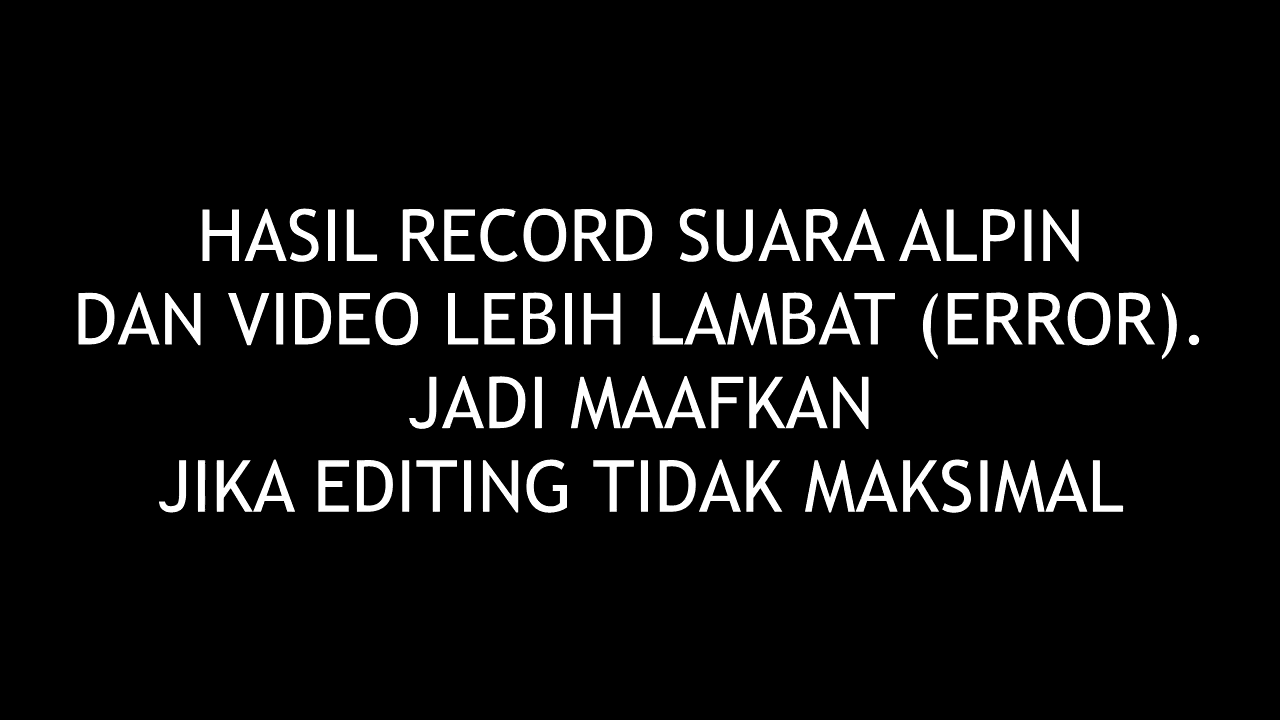 HASIL RECORD SUARA ALPIN
DAN VIDEO LEBIH LAMBAT (ERROR).
JADI MAAFKAN
JIKA EDITING TIDAK MAKSIMAL